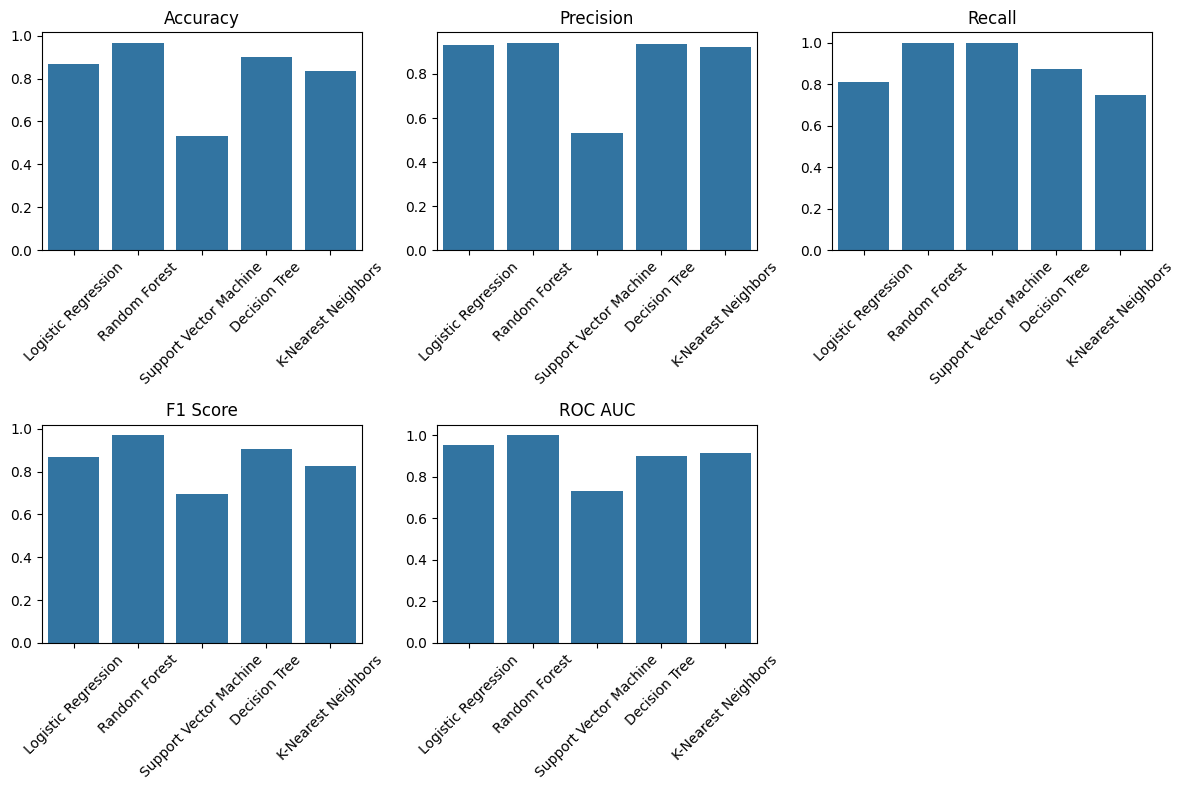 Accuracy
1.0
0.8
0.6
0.4
0.2
0.0
Logistic Regression
Random Forest
Support Vector Machine
Decision Tree
K-Nearest Neighbors
Precision
0.8
0.6
0.4
0.2
0.0
Logistic Regression
Random Forest
Support Vector Machine
Decision Tree
K-Nearest Neighbors
Recall
1.0
0.8
0.6
0.4
0.2
0.0
Logistic Regression
Random Forest
Support Vector Machine
Decision Tree
K-Nearest Neighbors
F1 Score
1.0
0.8
0.6
0.4
0.2
0.0
Logistic Regression
Random Forest
Support Vector Machine
Decision Tree
K-Nearest Neighbors
ROC AUC
1.0
0.8
0.6
0.4
0.2
0.0
Logistic Regression
Random Forest
Support Vector Machine
Decision Tree
K-Nearest Neighbors